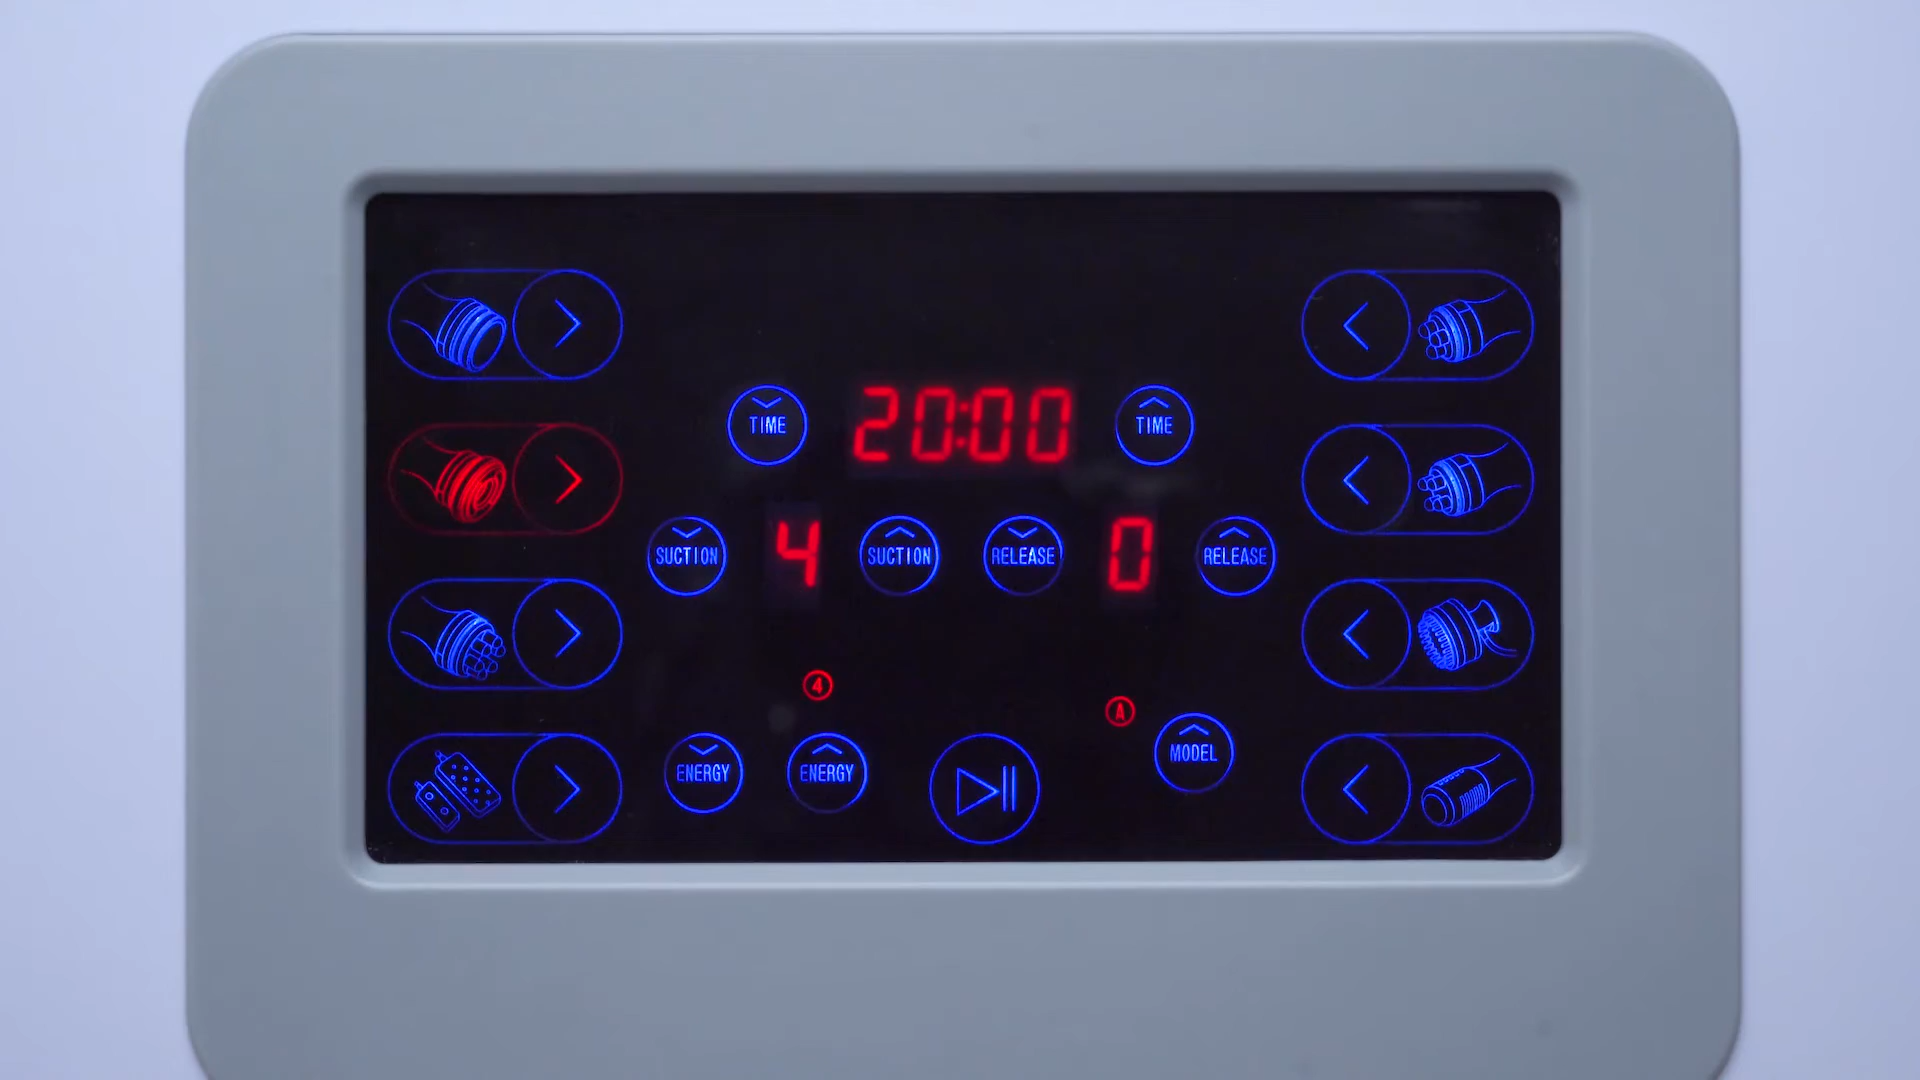 TIME 20:00 TIME
SUCTION 4 SUCTION RELEASE 0 RELEASE
4
A
ENERGY ENERGY MODEL